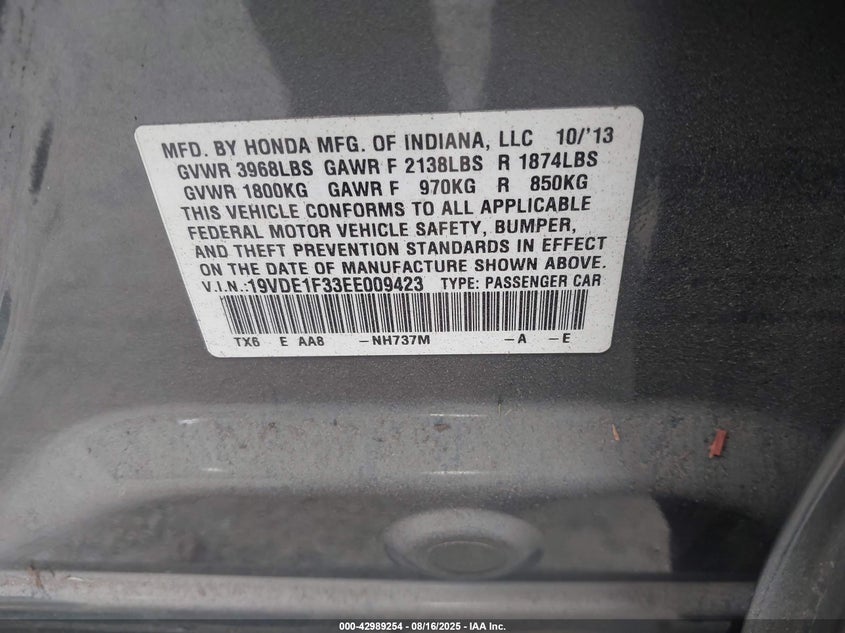 MFD. BY HONDA MFG. OF INDIANA, LLC 10/'13
GVWR 3968LBS GAWR F 2138LBS R 1874LBS
GVWR 1800KG GAWR F 970KG R 850KG
THIS VEHICLE CONFORMS TO ALL APPLICABLE
FEDERAL MOTOR VEHICLE SAFETY, BUMPER,
AND THEFT PREVENTION STANDARDS IN EFFECT
ON THE DATE OF MANUFACTURE SHOWN ABOVE.
V.I.N.:19VDE1F33EE009423 TYPE: PASSENGER CAR
TX6 E AA8 -NH737M -A -E
000-42989254 - 08/16/2025 - IAA Inc.